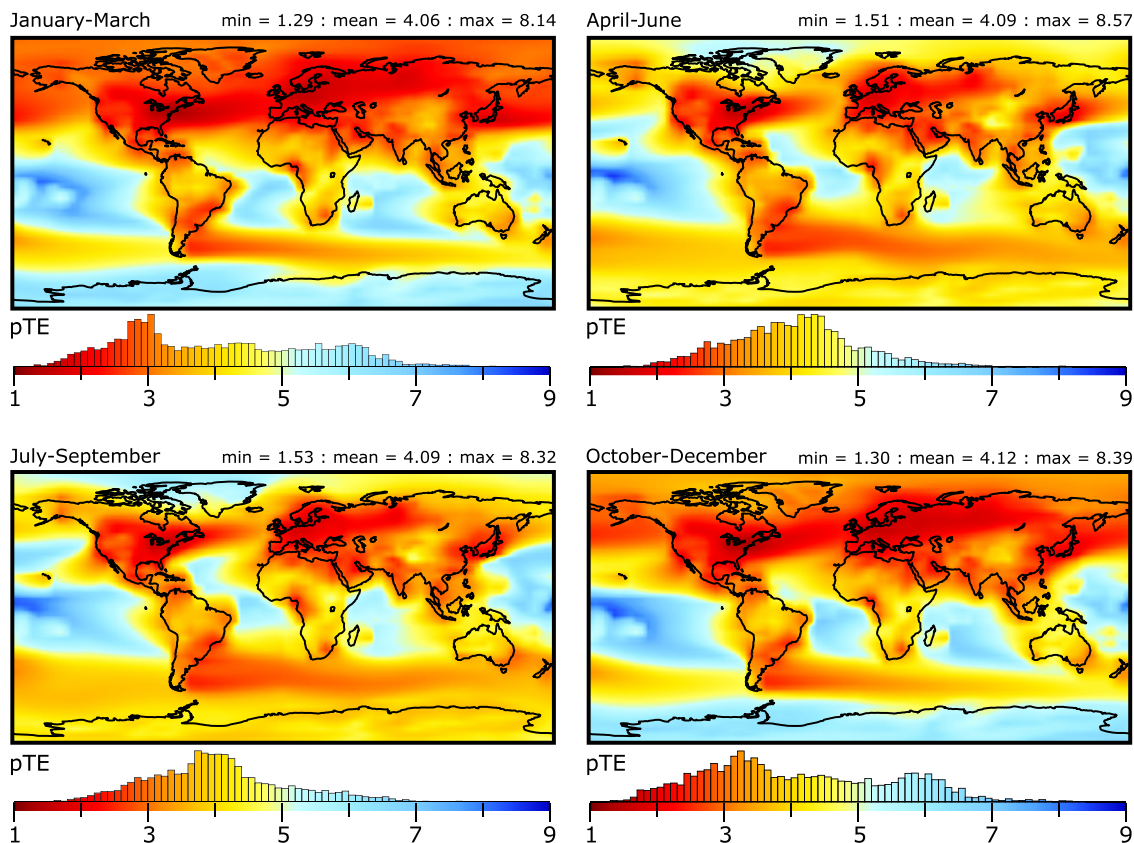 January-March min = 1.29 : mean = 4.06 : max = 8.14
April-June min = 1.51 : mean = 4.09 : max = 8.57
pTE
pTE
1 3 5 7 9
1 3 5 7 9
July-September min = 1.53 : mean = 4.09 : max = 8.32
October-December min = 1.30 : mean = 4.12 : max = 8.39
pTE
pTE
1 3 5 7 9
1 3 5 7 9